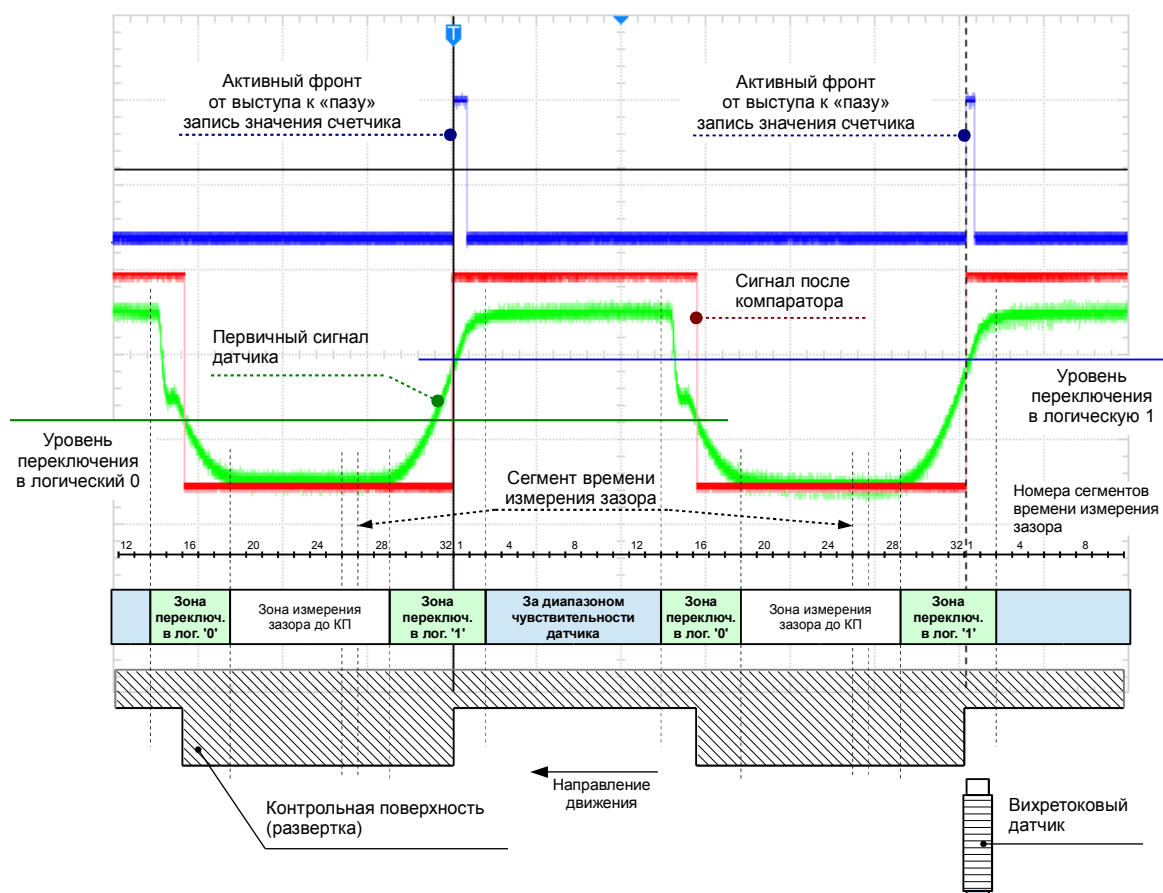 T
Активный фронт
от выступа к «пазу»
запись значения счетчика
Активный фронт
от выступа к «пазу»
запись значения счетчика
Сигнал после
компаратора
Первичный сигнал
датчика
Уровень
переключения
в логическую 1
Уровень
переключения
в логический 0
Сегмент времени
измерения зазора
Номера сегментов
времени измерения
зазора
12 16 20 24 28 32 1 4 8 12 16 20 24 28 32 1 4 8
Зона
переключ.
в лог. '0'
Зона измерения
зазора до КП
Зона
переключ.
в лог. '1'
За диапазоном
чувствительности
датчика
Зона
переключ.
в лог. '0'
Зона измерения
зазора до КП
Зона
переключ.
в лог. '1'
Направление
движения
Контрольная поверхность
(развертка)
Вихретоковый
датчик